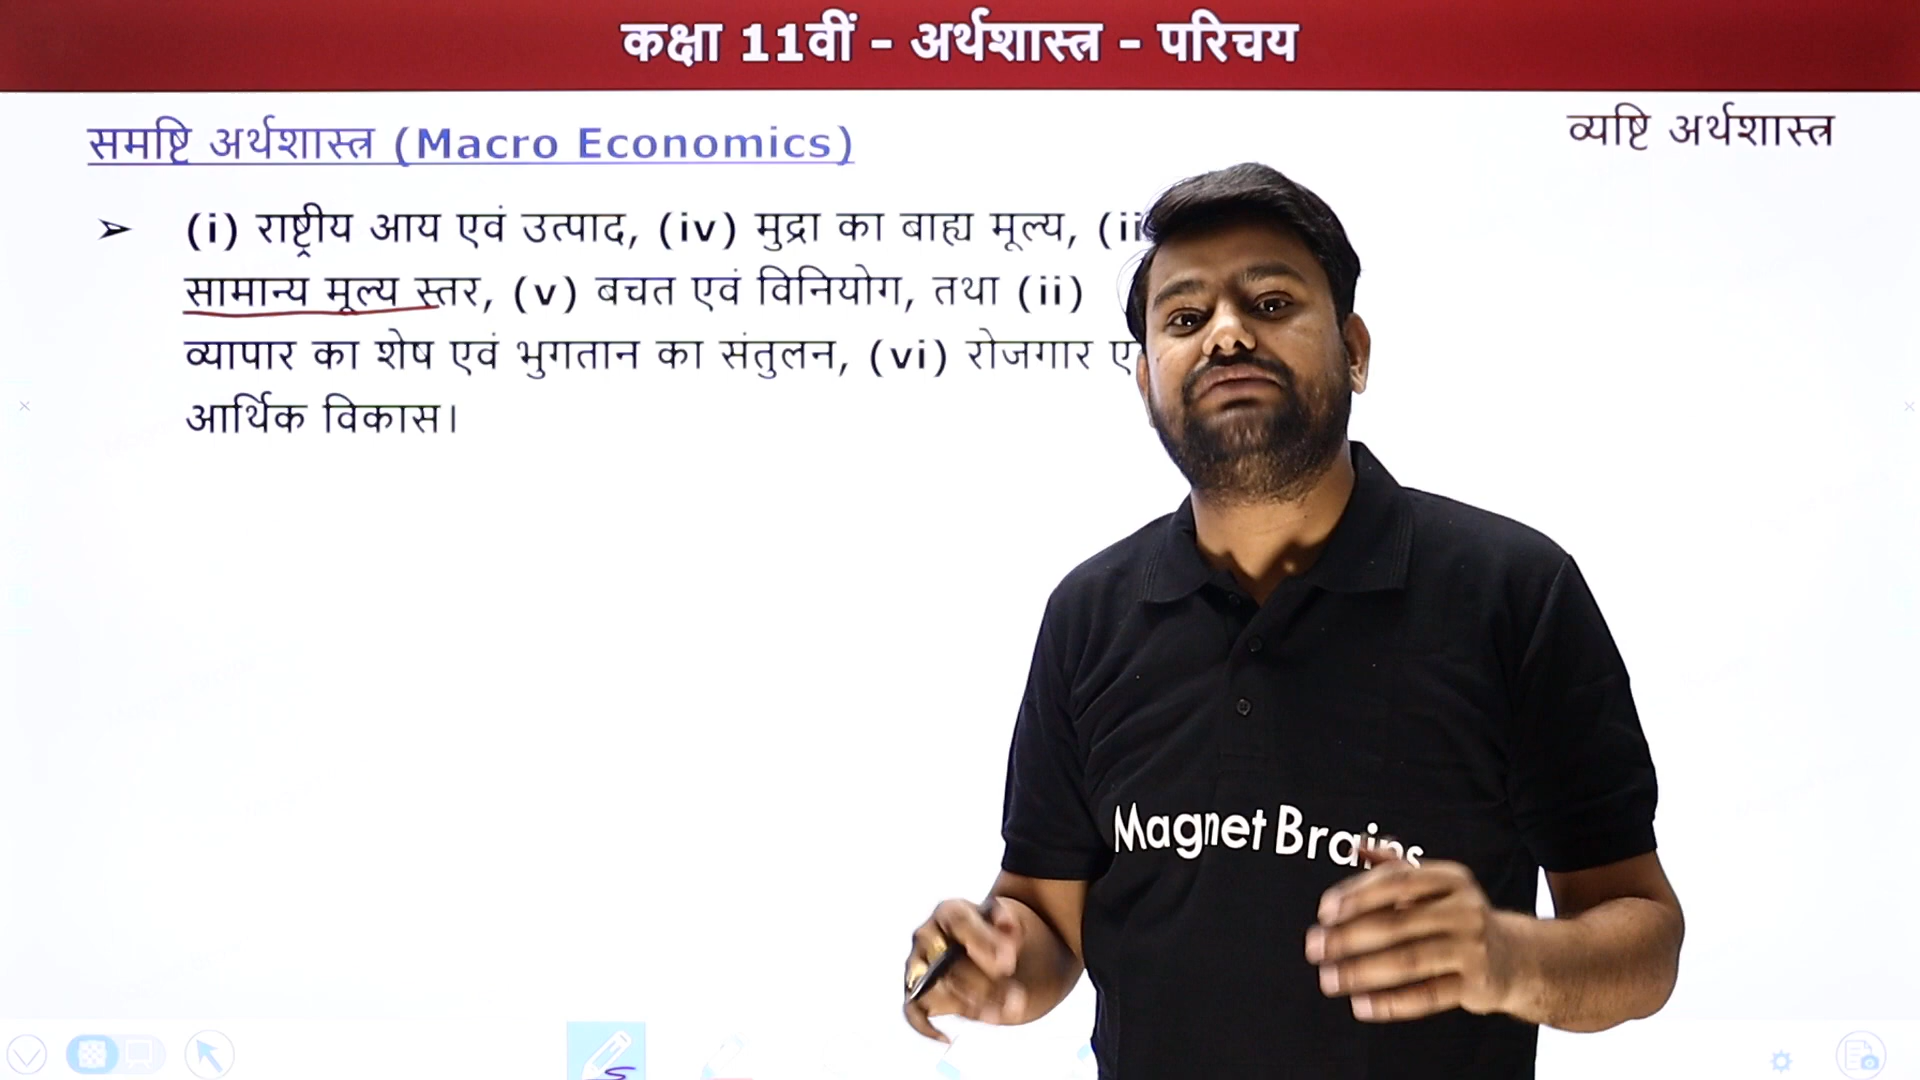 कक्षा 11वीं - अर्थशास्त्र - परिचय
समष्टि अर्थशास्त्र (Macro Economics)
व्यष्टि अर्थशास्त्र
➢ (i) राष्ट्रीय आय एवं उत्पाद, (iv) मुद्रा का बाह्य मूल्य,
सामान्य मूल्य स्तर, (v) बचत एवं विनियोग, तथा (ii)
व्यापार का शेष एवं भुगतान का संतुलन, (vi) रोजगार
आर्थिक विकास।
Magnet Brains